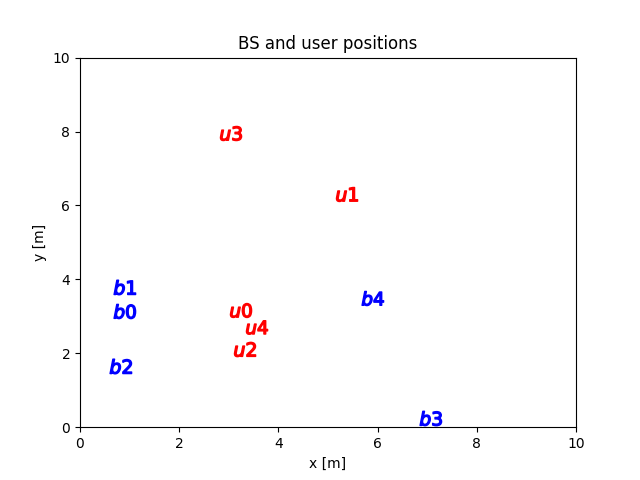 BS and user positions
10
8
6
4
2
0
y [m]
u3
u1
b1
b0
b4
u0
u4
u2
b2
b3
0 2 4 6 8 10
x [m]